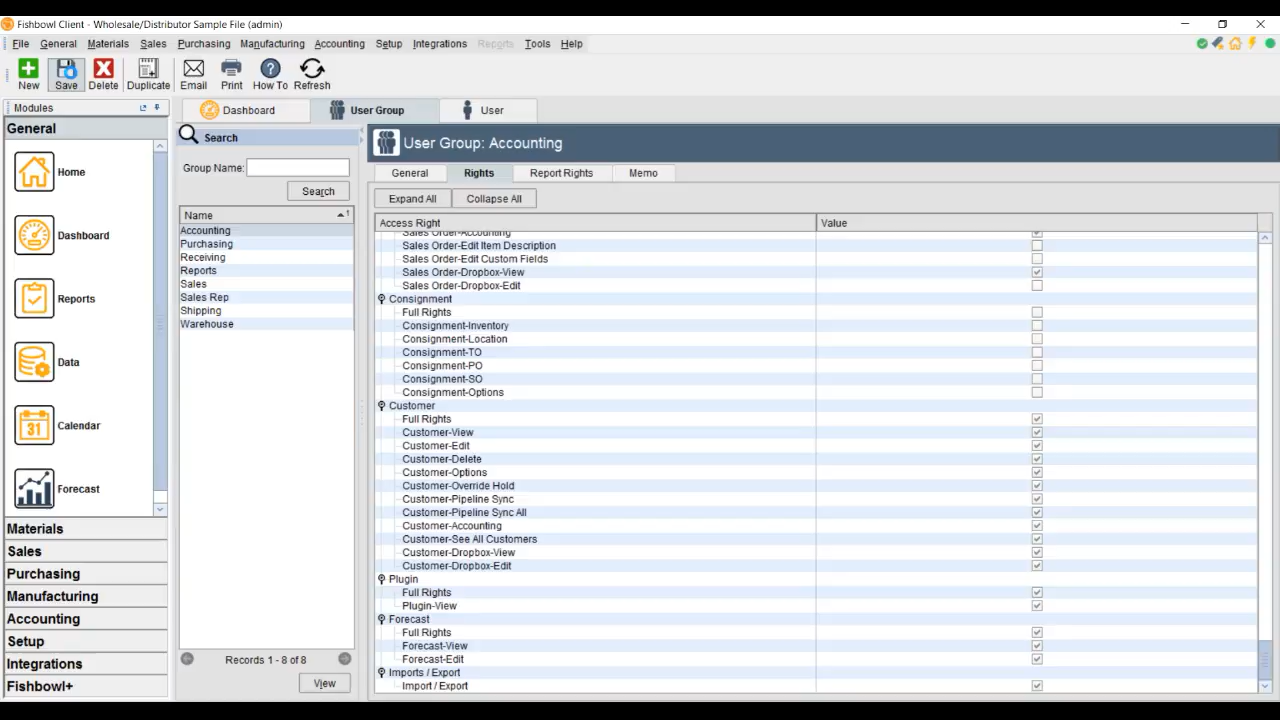 Fishbowl Client - Wholesale/Distributor Sample File (admin)
File General Materials Sales Purchasing Manufacturing Accounting Setup Integrations Reports Tools Help
New Save Delete Duplicate Email Print How To Refresh
Modules
General
Home
Dashboard
Reports
Data
31
Calendar
Forecast
Materials
Sales
Purchasing
Manufacturing
Accounting
Setup
Integrations
Fishbowl+
Dashboard User Group User
Search
Group Name:
Search
Name 1
Accounting
Purchasing
Receiving
Reports
Sales
Sales Rep
Shipping
Warehouse
Records 1 - 8 of 8
View
User Group: Accounting
General Rights Report Rights Memo
Expand All Collapse All
Access Right Value
Sales Order-Accounting
Sales Order-Edit Item Description
Sales Order-Edit Custom Fields
Sales Order-Dropbox-View
Sales Order-Dropbox-Edit
Consignment
Full Rights
Consignment-Inventory
Consignment-Location
Consignment-TO
Consignment-PO
Consignment-SO
Consignment-Options
Customer
Full Rights
Customer-View
Customer-Edit
Customer-Delete
Customer-Options
Customer-Override Hold
Customer-Pipeline Sync
Customer-Pipeline Sync All
Customer-Accounting
Customer-See All Customers
Customer-Dropbox-View
Customer-Dropbox-Edit
Plugin
Full Rights
Plugin-View
Forecast
Full Rights
Forecast-View
Forecast-Edit
Imports / Export
Import / Export